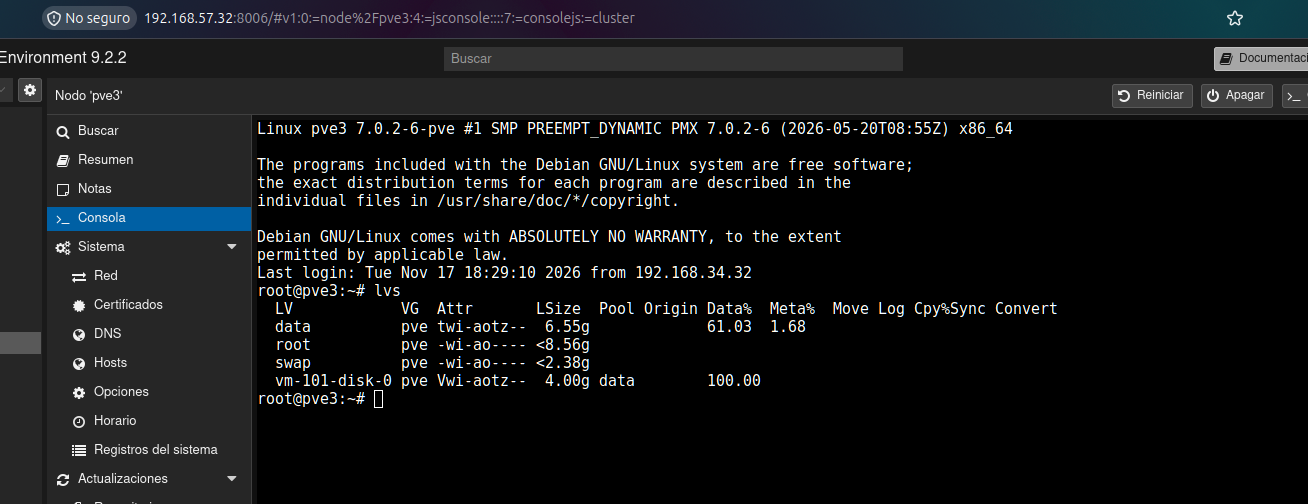 No seguro 192.168.57.32:8006/#v1:0:=node%2Fpve3:4:=jsconsole::::7:=consolejs:=cluster
Environment 9.2.2
Buscar
Documentaci
Nodo 'pve3'
Reiniciar
Apagar
Buscar
Resumen
Notas
Consola
Sistema
Red
Certificados
DNS
Hosts
Opciones
Horario
Registros del sistema
Actualizaciones
Linux pve3 7.0.2-6-pve #1 SMP PREEMPT_DYNAMIC PMX 7.0.2-6 (2026-05-20T08:55Z) x86_64
The programs included with the Debian GNU/Linux system are free software;
the exact distribution terms for each program are described in the
individual files in /usr/share/doc/*/copyright.
Debian GNU/Linux comes with ABSOLUTELY NO WARRANTY, to the extent
permitted by applicable law.
Last login: Tue Nov 17 18:29:10 2026 from 192.168.34.32
root@pve3:~# lvs
  LV            VG  Attr       LSize  Pool Origin Data%  Meta%  Move Log Cpy%Sync Convert
  data          pve twi-aotz--  6.55g             61.03  1.68
  root          pve -wi-ao---- <8.56g
  swap          pve -wi-ao---- <2.38g
  vm-101-disk-0 pve Vwi-aotz--  4.00g data        100.00
root@pve3:~#